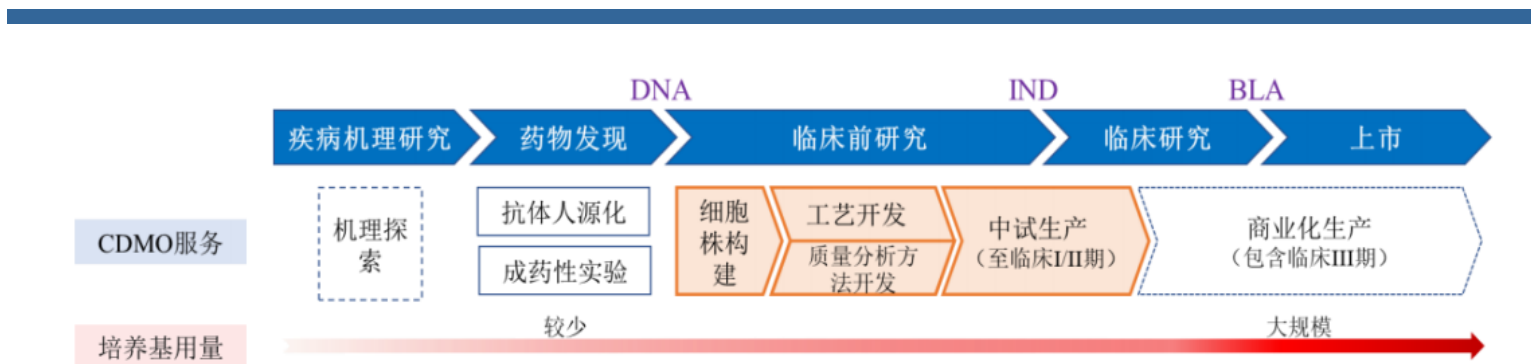 DNA
IND
BLA
疾病机理研究
药物发现
临床前研究
临床研究
上市
CDMO服务
机理探
索
抗体人源化
成药性实验
细胞
株构
建
工艺开发
质量分析方
法开发
中试生产
（至临床I/II期）
商业化生产
（包含临床III期）
培养基用量
较少
大规模